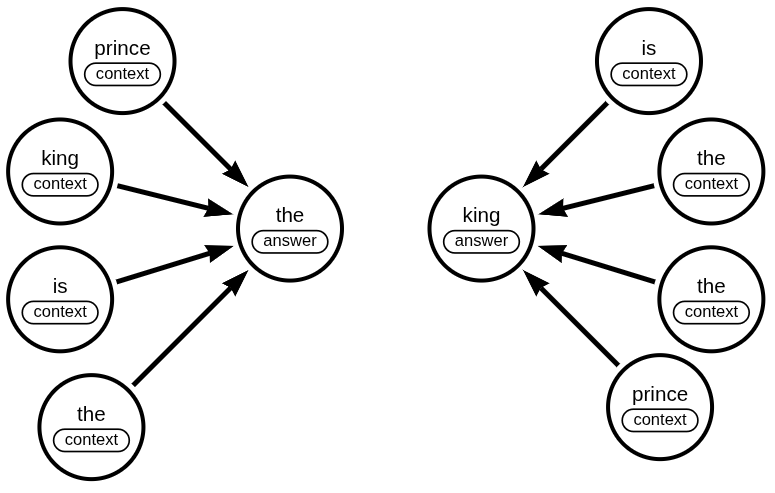 prince
context
king
context
is
context
the
context
the
answer
is
context
the
context
the
context
prince
context
king
answer